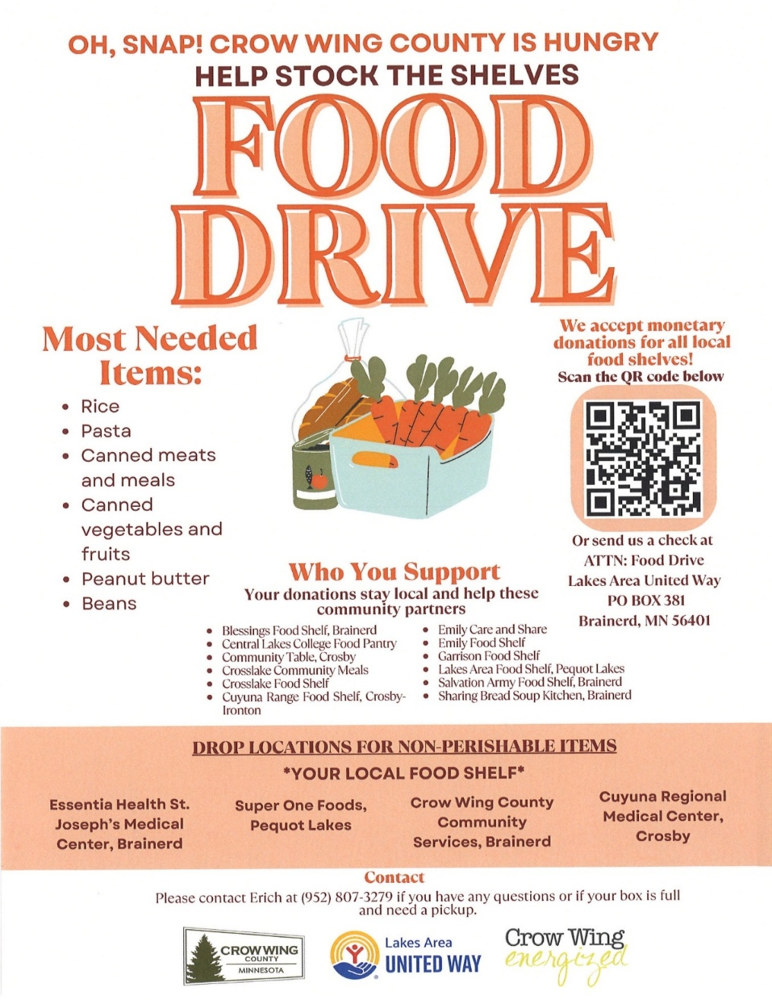 OH, SNAP! CROW WING COUNTY IS HUNGRY
HELP STOCK THE SHELVES
FOOD
DRIVE
Most Needed
Items:
• Rice
• Pasta
• Canned meats
and meals
• Canned
vegetables and
fruits
• Peanut butter
• Beans
We accept monetary
donations for all local
food shelves!
Scan the QR code below
Or send us a check at
ATTN: Food Drive
Lakes Area United Way
PO BOX 381
Brainerd, MN 56401
Who You Support
Your donations stay local and help these
community partners
• Blessings Food Shelf, Brainerd
• Central Lakes College Food Pantry
• Community Table, Crosby
• Crosslake Community Meals
• Crosslake Food Shelf
• Cuyuna Range Food Shelf, Crosby-
Ironton
• Emily Care and Share
• Emily Food Shelf
• Garrison Food Shelf
• Lakes Area Food Shelf, Pequot Lakes
• Salvation Army Food Shelf, Brainerd
• Sharing Bread Soup Kitchen, Brainerd
DROP LOCATIONS FOR NON-PERISHABLE ITEMS
*YOUR LOCAL FOOD SHELF*
Essentia Health St.
Joseph's Medical
Center, Brainerd
Super One Foods,
Pequot Lakes
Crow Wing County
Community
Services, Brainerd
Cuyuna Regional
Medical Center,
Crosby
Contact
Please contact Erich at (952) 807-3279 if you have any questions or if your box is full
and need a pickup.
CROW WING
COUNTY
MINNESOTA
Lakes Area
UNITED WAY
Crow Wing
energized